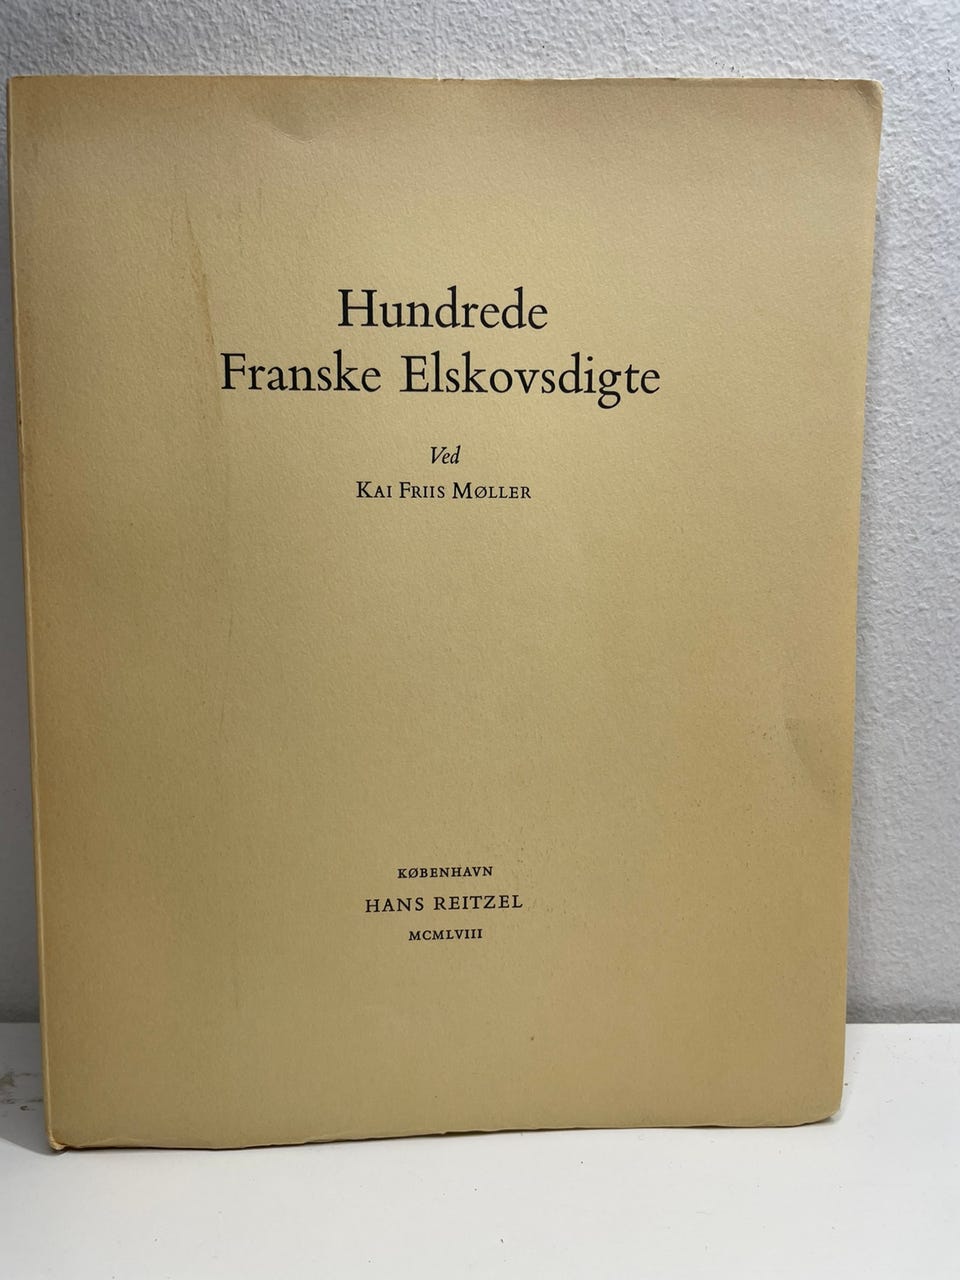 Hundrede
Franske Elskovsdigte
Ved
KAI FRIIS MØLLER
KØBENHAVN
HANS REITZEL
MCMLVIII